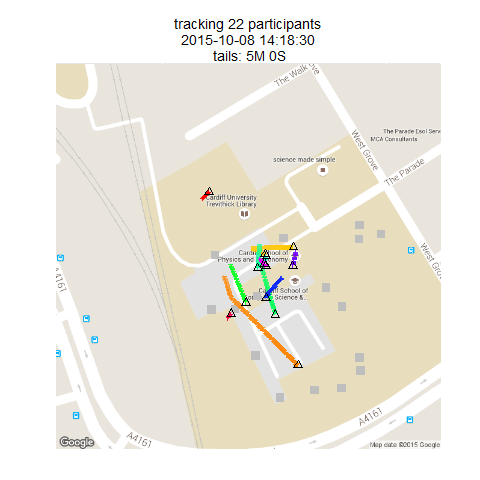 tracking 22 participants
2015-10-08 14:18:30
tails: 5M 0S
The Walk
West Grove
The Parade Esol Serv
MCA Consultants
science made simple
The Parade
Cardiff University
Trevithick Library
West Grove
Cardiff School of
Physics and
Cardiff School of
Science &...
A4161
A4161
A4161
Google
Map data ©2015 Google